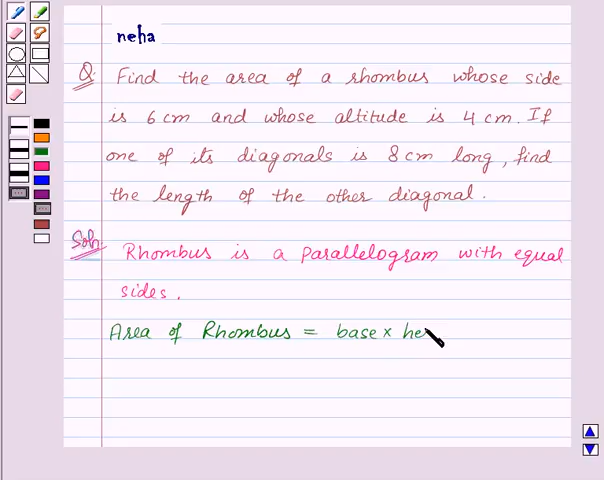 neha
Q. Find the area of a rhombus whose side
is 6 cm and whose altitude is 4 cm. If
one of its diagonals is 8 cm long, find
the length of the other diagonal.
Soln. Rhombus is a parallelogram with equal
sides.
Area of Rhombus = base × he